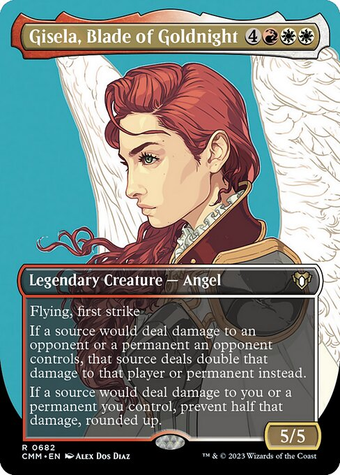 Gisela, Blade of Goldnight 4
Legendary Creature — Angel
Flying, first strike
If a source would deal damage to an
opponent or a permanent an opponent
controls, that source deals double that
damage to that player or permanent instead.
If a source would deal damage to you or a
permanent you control, prevent half that
damage, rounded up.
5/5
R 0682
CMM • EN Alex Dos Diaz
™ & © 2023 Wizards of the Coast